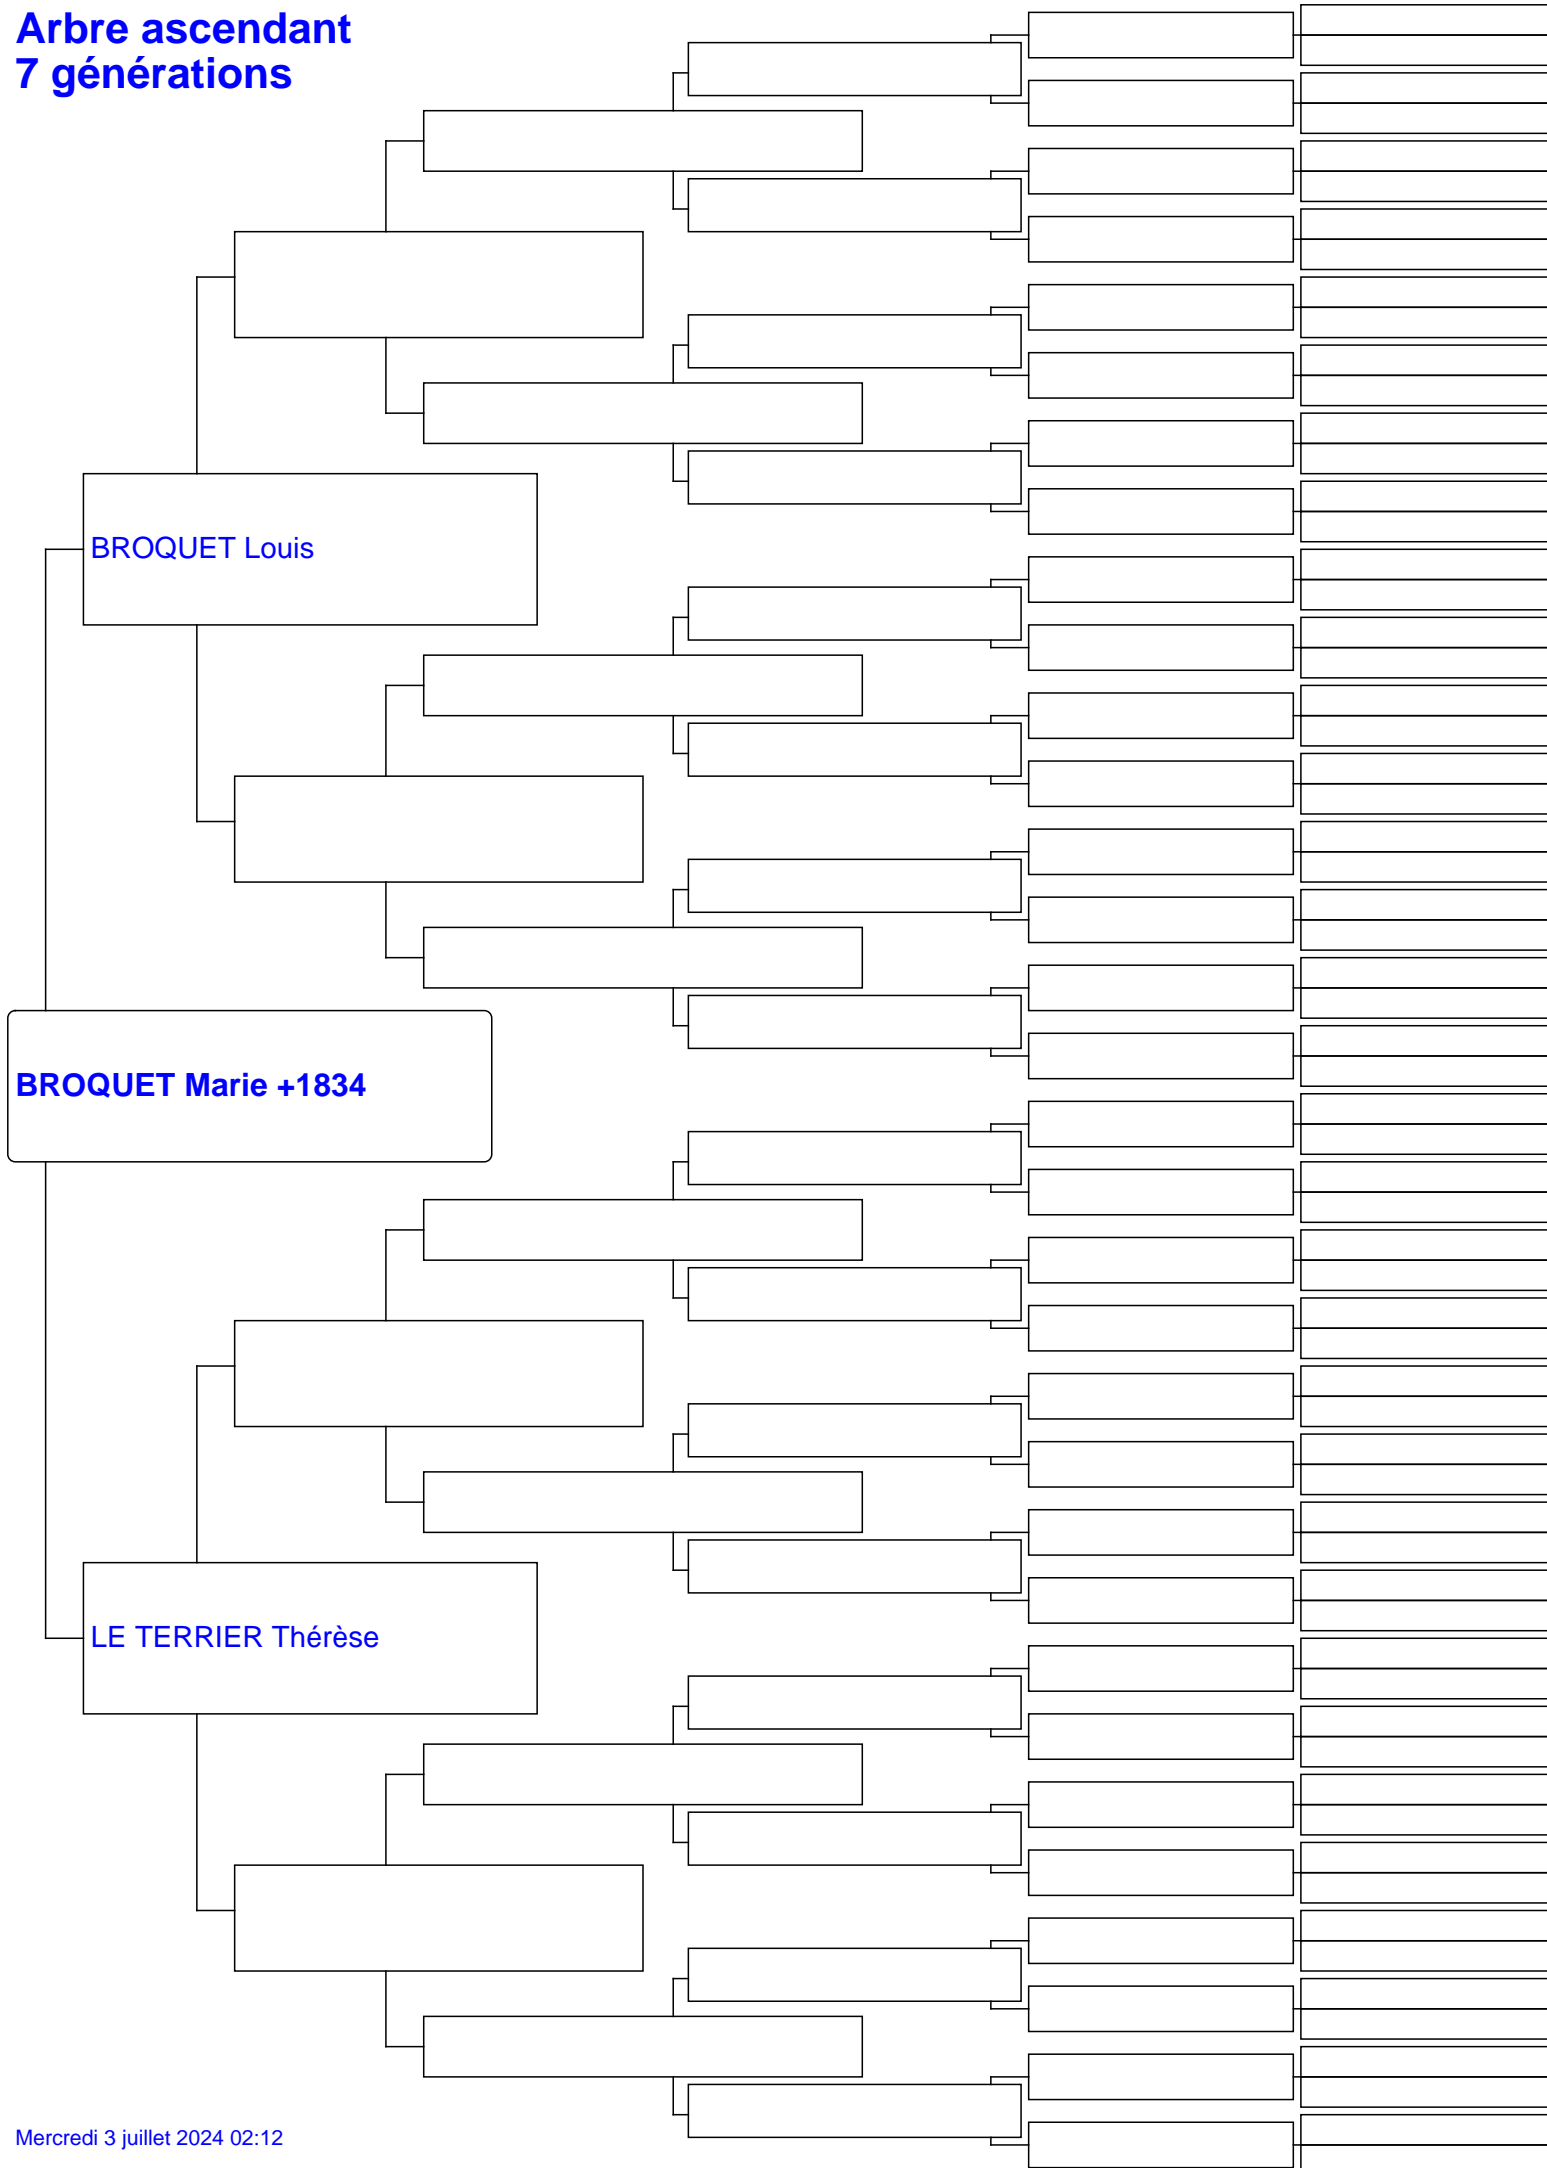 Arbre ascendant
7 générations
BROQUET Louis
BROQUET Marie +1834
LE TERRIER Thérèse
Mercredi 3 juillet 2024 02:12